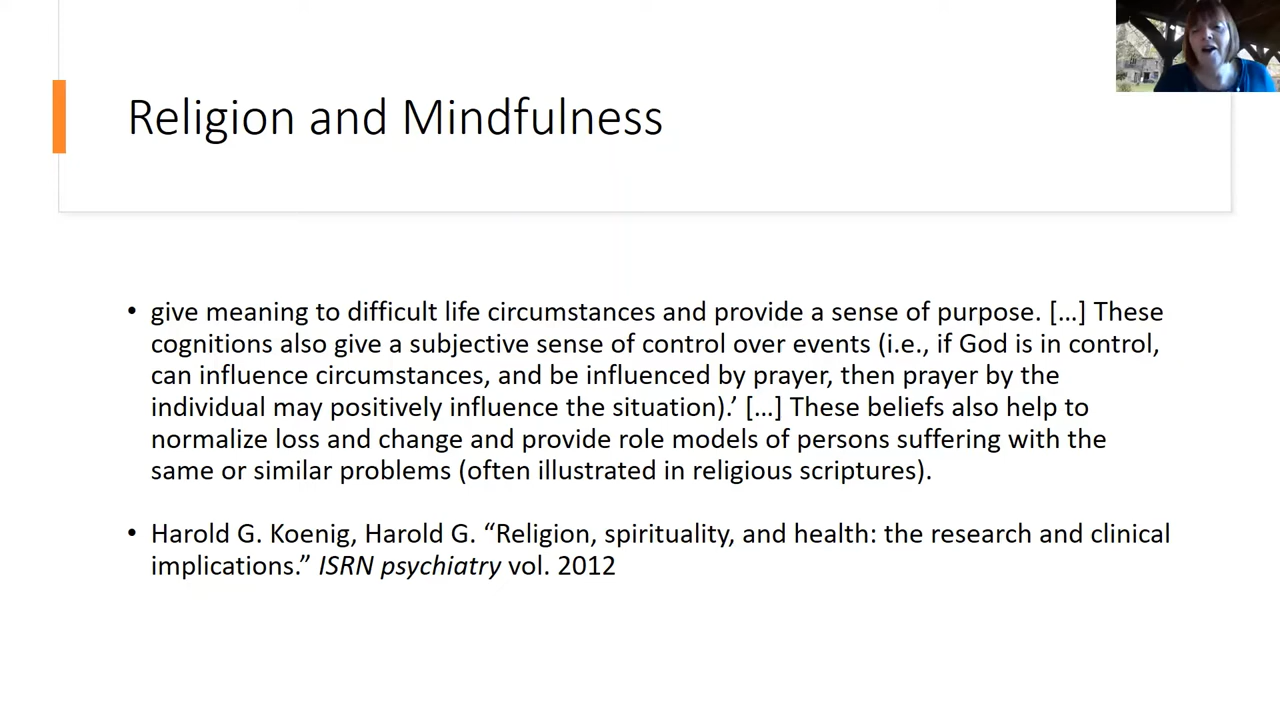 Religion and Mindfulness
• give meaning to difficult life circumstances and provide a sense of purpose. […] These
cognitions also give a subjective sense of control over events (i.e., if God is in control,
can influence circumstances, and be influenced by prayer, then prayer by the
individual may positively influence the situation).’ […] These beliefs also help to
normalize loss and change and provide role models of persons suffering with the
same or similar problems (often illustrated in religious scriptures).
• Harold G. Koenig, Harold G. “Religion, spirituality, and health: the research and clinical
implications.” ISRN psychiatry vol. 2012